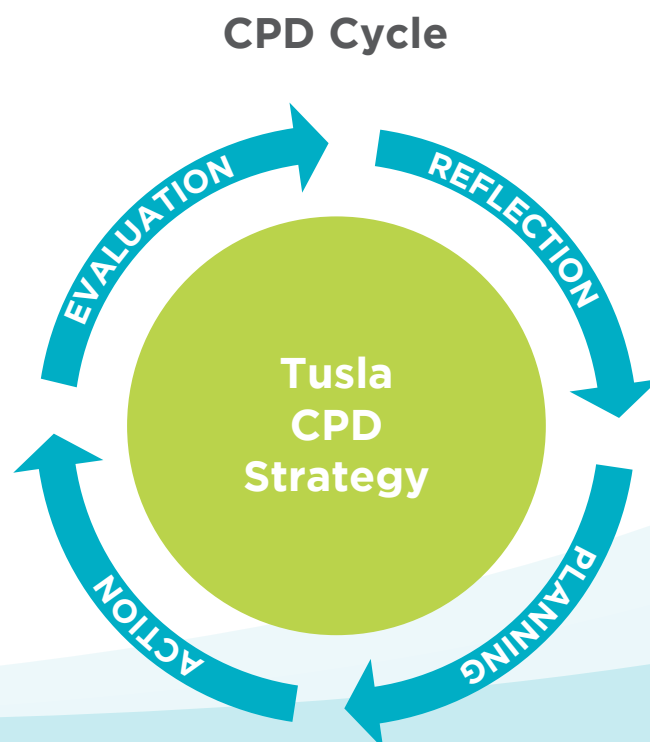 CPD Cycle
EVALUATION
REFLECTION
Tusla
CPD
Strategy
ACTION
PLANNING